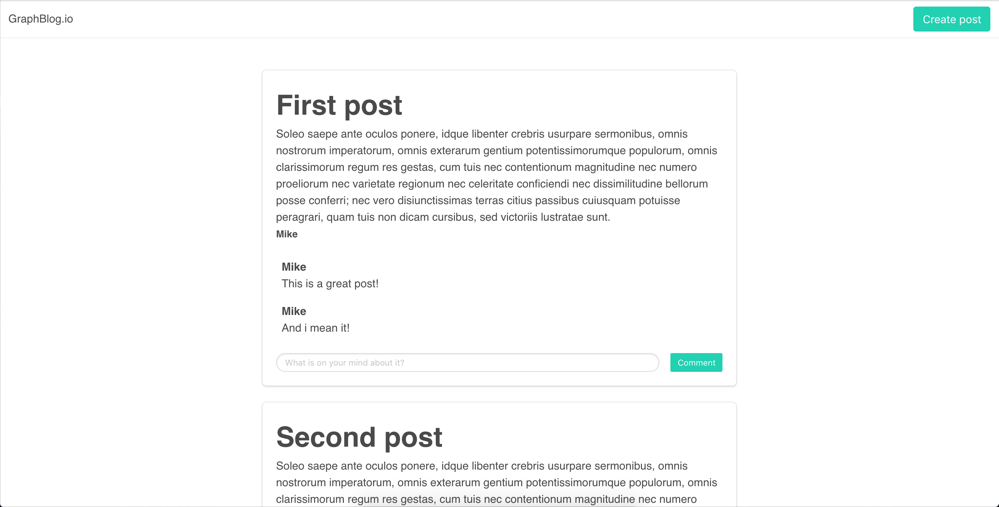 GraphBlog.io
Create post
First post
Soleo saepe ante oculos ponere, idque libenter crebris usurpare sermonibus, omnis
nostrorum imperatorum, omnis exterarum gentium potentissimorumque populorum, omnis
clarissimorum regum res gestas, cum tuis nec contentionum magnitudine nec numero
proeliorum nec varietate regionum nec celeritate conficiendi nec dissimilitudine bellorum
posse conferri; nec vero disiunctissimas terras citius passibus cuiusquam potuisse
peragrari, quam tuis non dicam cursibus, sed victoriis lustratae sunt.
Mike
Mike
This is a great post!
Mike
And i mean it!
What is on your mind about it?
Comment
Second post
Soleo saepe ante oculos ponere, idque libenter crebris usurpare sermonibus, omnis
nostrorum imperatorum, omnis exterarum gentium potentissimorumque populorum, omnis
clarissimorum regum res gestas, cum tuis nec contentionum magnitudine nec numero